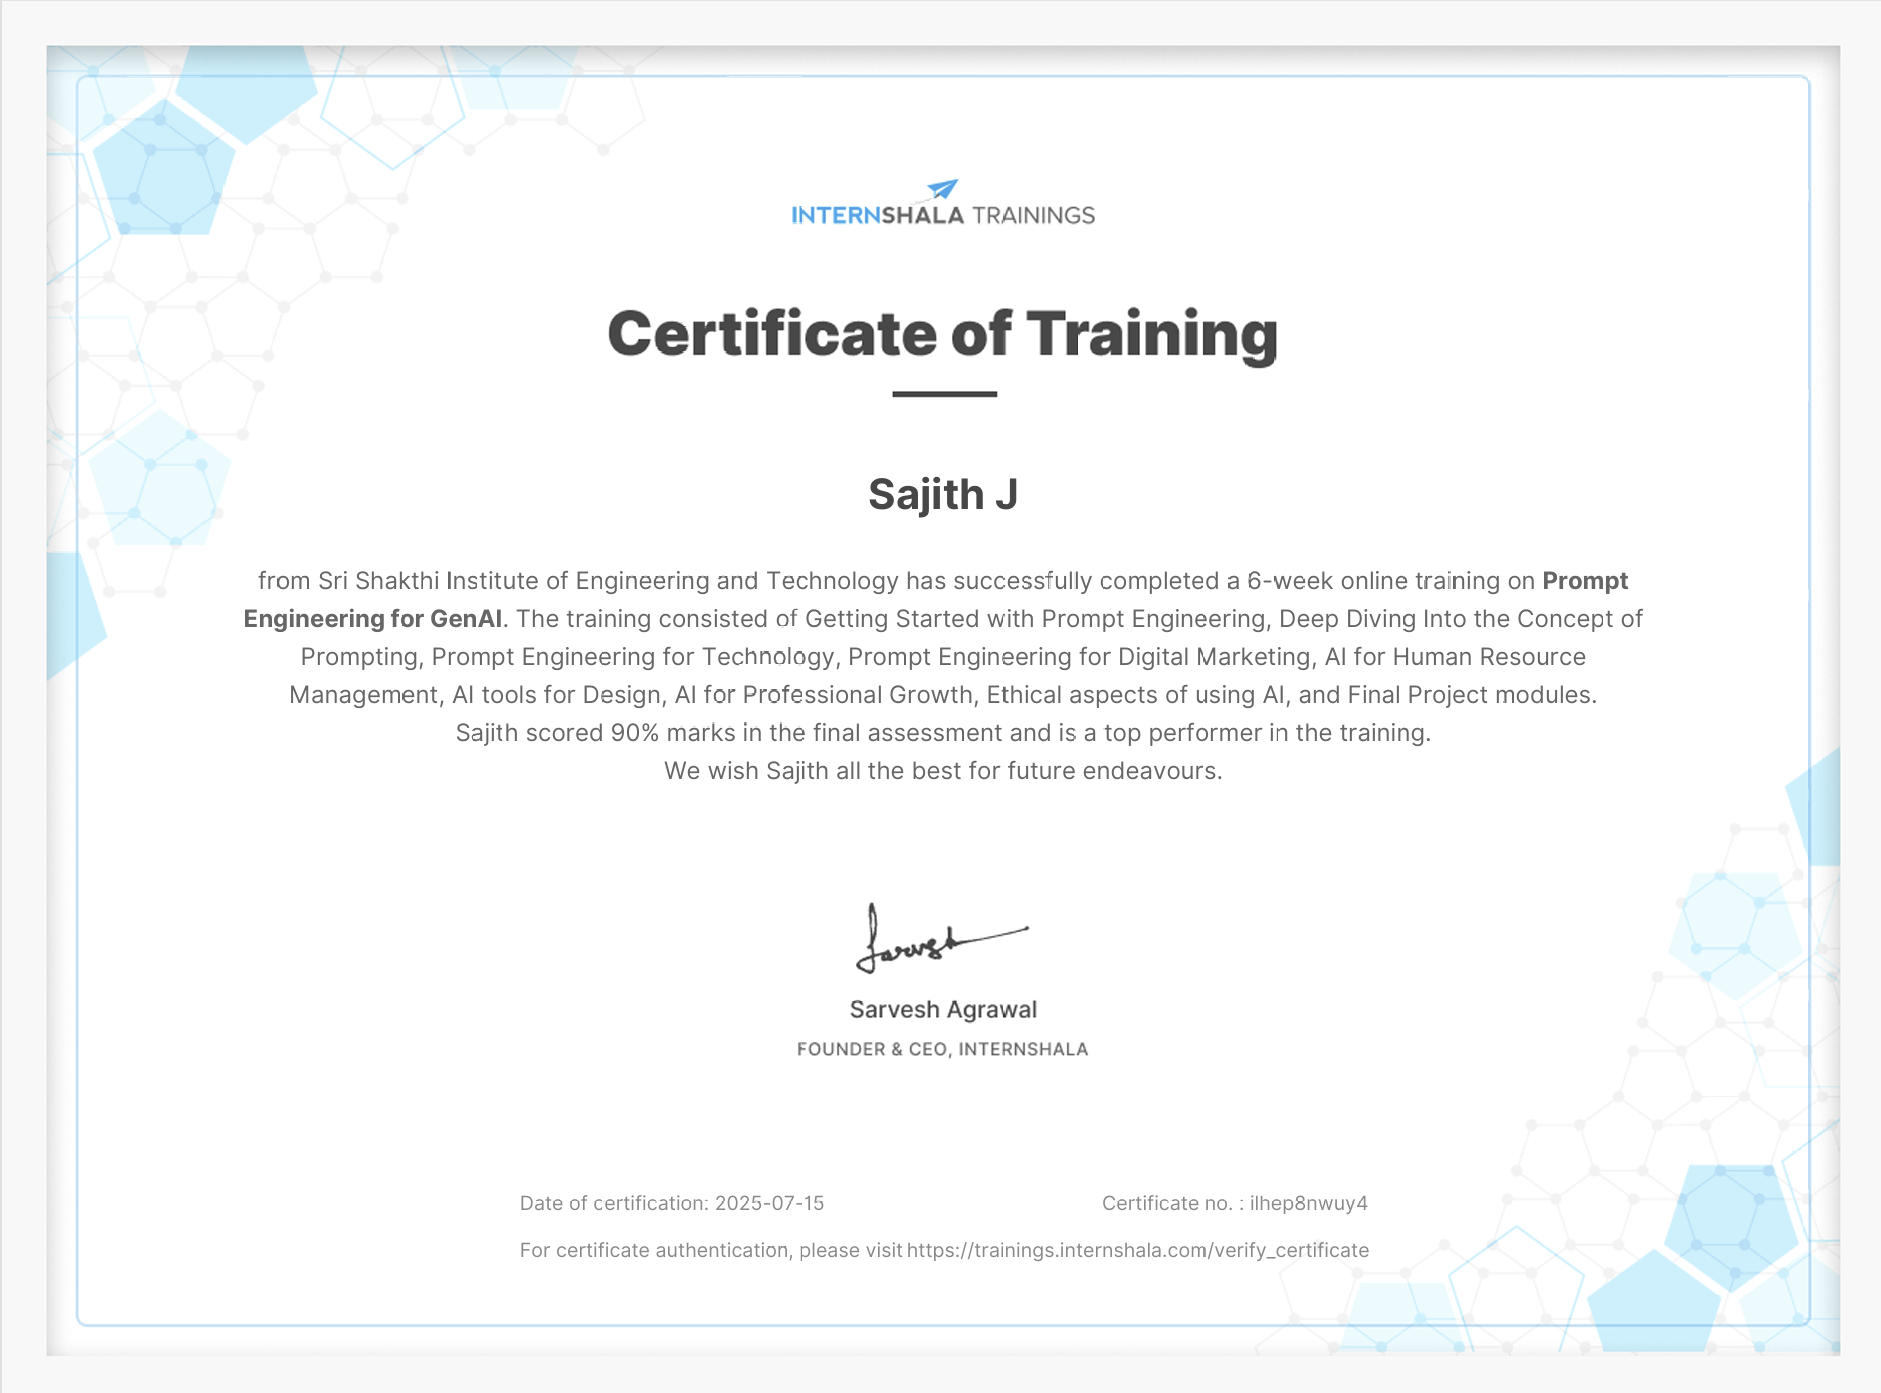 INTERNSHALA TRAININGS
Certificate of Training
Sajith J
from Sri Shakthi Institute of Engineering and Technology has successfully completed a 6-week online training on Prompt
Engineering for GenAI. The training consisted of Getting Started with Prompt Engineering, Deep Diving Into the Concept of
Prompting, Prompt Engineering for Technology, Prompt Engineering for Digital Marketing, AI for Human Resource
Management, AI tools for Design, AI for Professional Growth, Ethical aspects of using AI, and Final Project modules.
Sajith scored 90% marks in the final assessment and is a top performer in the training.
We wish Sajith all the best for future endeavours.
Sarvesh
Sarvesh Agrawal
FOUNDER & CEO, INTERNSHALA
Date of certification: 2025-07-15 Certificate no. : ilhep8nwuy4
For certificate authentication, please visit https://trainings.internshala.com/verify_certificate